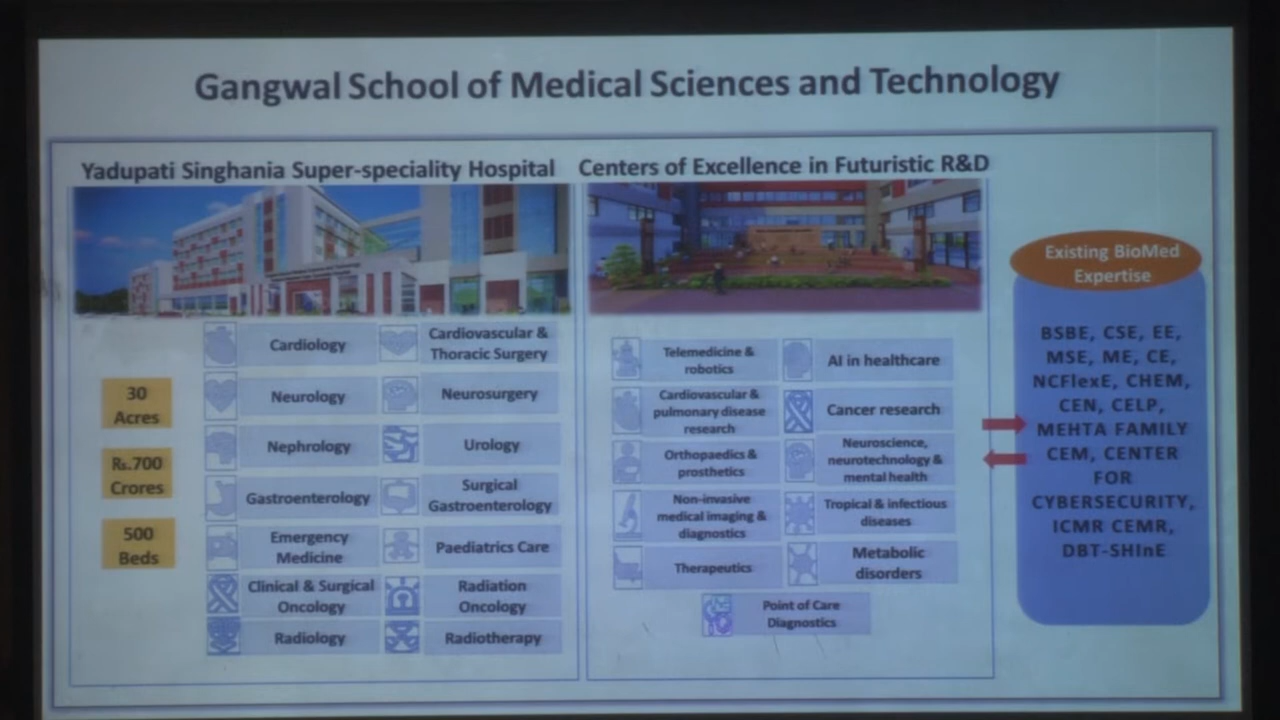 Gangwal School of Medical Sciences and Technology
Yadupati Singhania Super-speciality Hospital
30
Acres
Rs.700
Crores
500
Beds
Cardiology
Cardiovascular &
Thoracic Surgery
Neurology
Neurosurgery
Nephrology
Urology
Gastroenterology
Surgical
Gastroenterology
Emergency
Medicine
Paediatrics Care
Clinical & Surgical
Oncology
Radiation
Oncology
Radiology
Radiotherapy
Centers of Excellence in Futuristic R&D
Telemedicine &
robotics
AI in healthcare
Cardiovascular &
pulmonary disease
research
Cancer research
Orthopaedics &
prosthetics
Neuroscience,
neurotechnology &
mental health
Non-invasive
medical imaging &
diagnostics
Tropical & infectious
diseases
Therapeutics
Metabolic
disorders
Point of Care
Diagnostics
Existing BioMed
Expertise
BSBE, CSE, EE,
MSE, ME, CE,
NCFlexE, CHEM,
CEN, CELP,
MEHTA FAMILY
CEM, CENTER
FOR
CYBERSECURITY,
ICMR CEMR,
DBT-SHInE